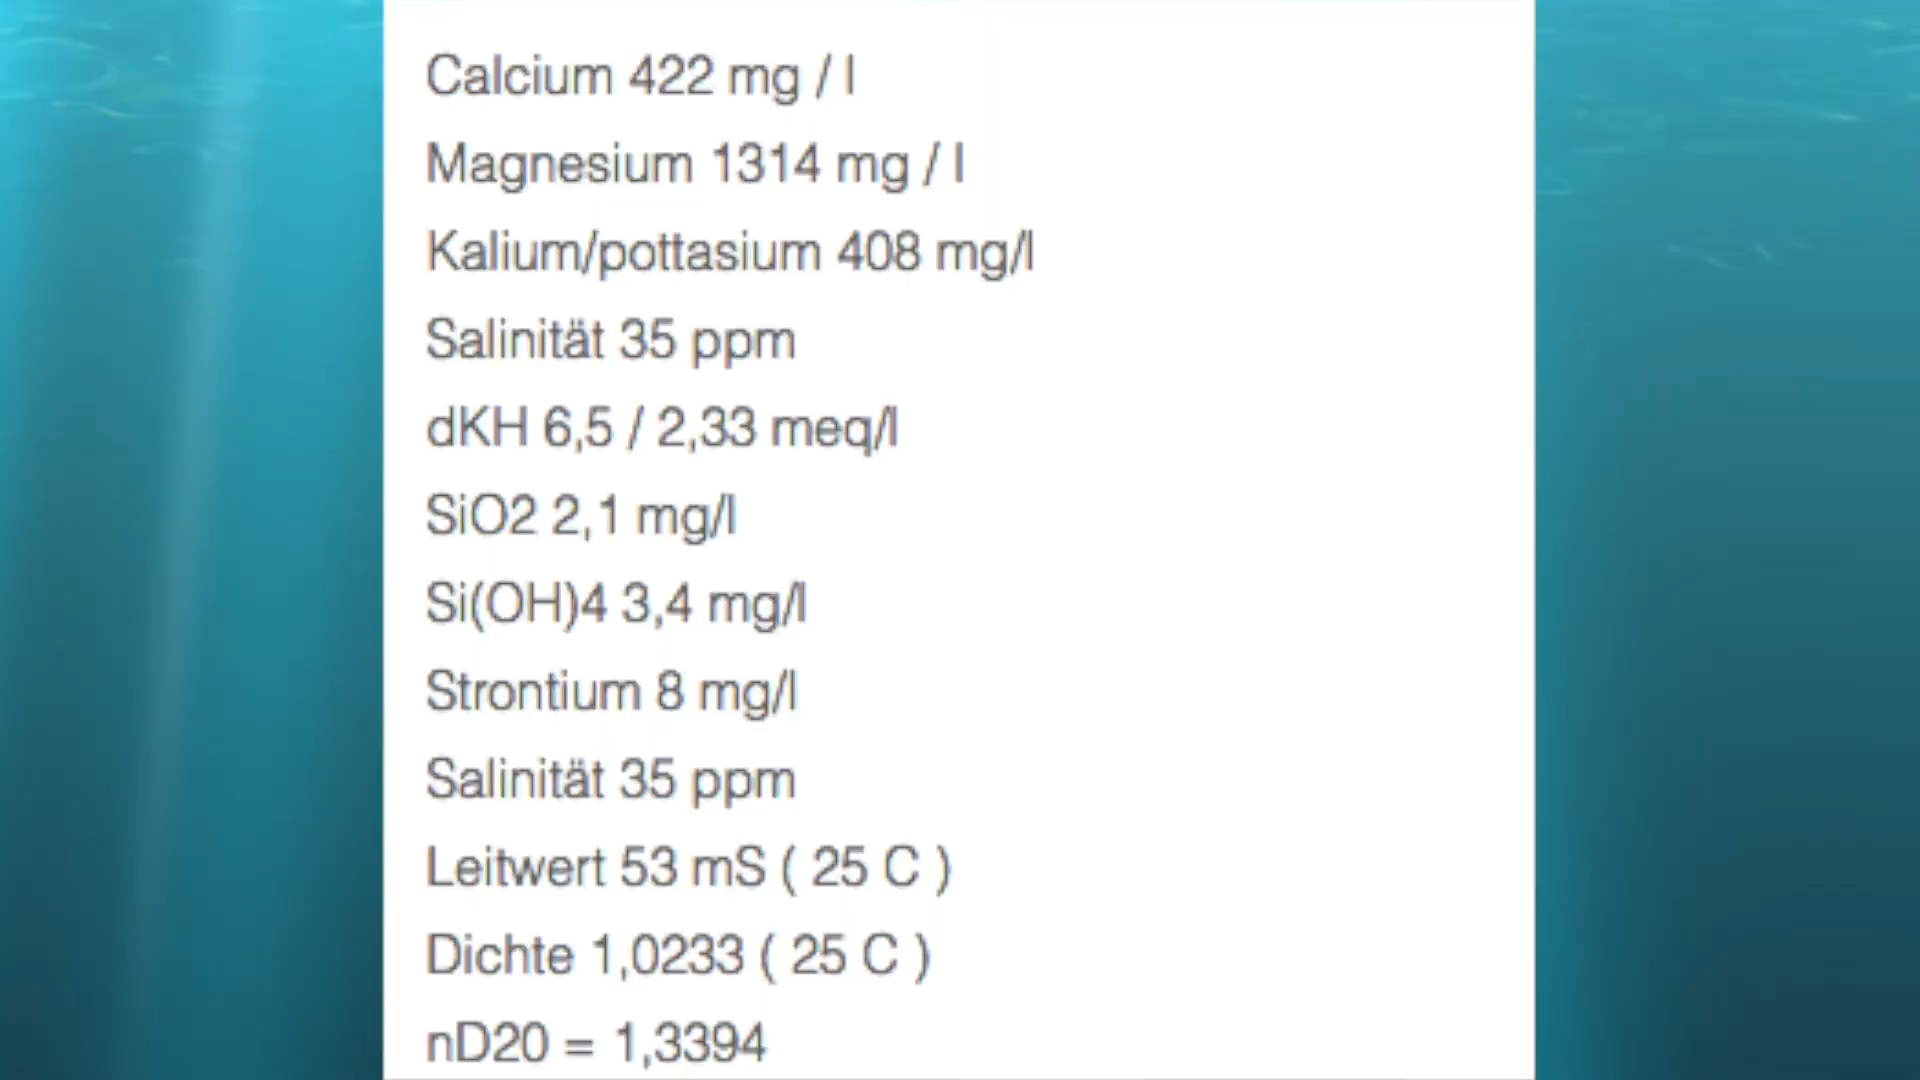 Calcium 422 mg / l
Magnesium 1314 mg / l
Kalium/pottasium 408 mg/l
Salinität 35 ppm
dKH 6,5 / 2,33 meq/l
SiO2 2,1 mg/l
Si(OH)4 3,4 mg/l
Strontium 8 mg/l
Salinität 35 ppm
Leitwert 53 mS ( 25 C )
Dichte 1,0233 ( 25 C )
nD20 = 1,3394